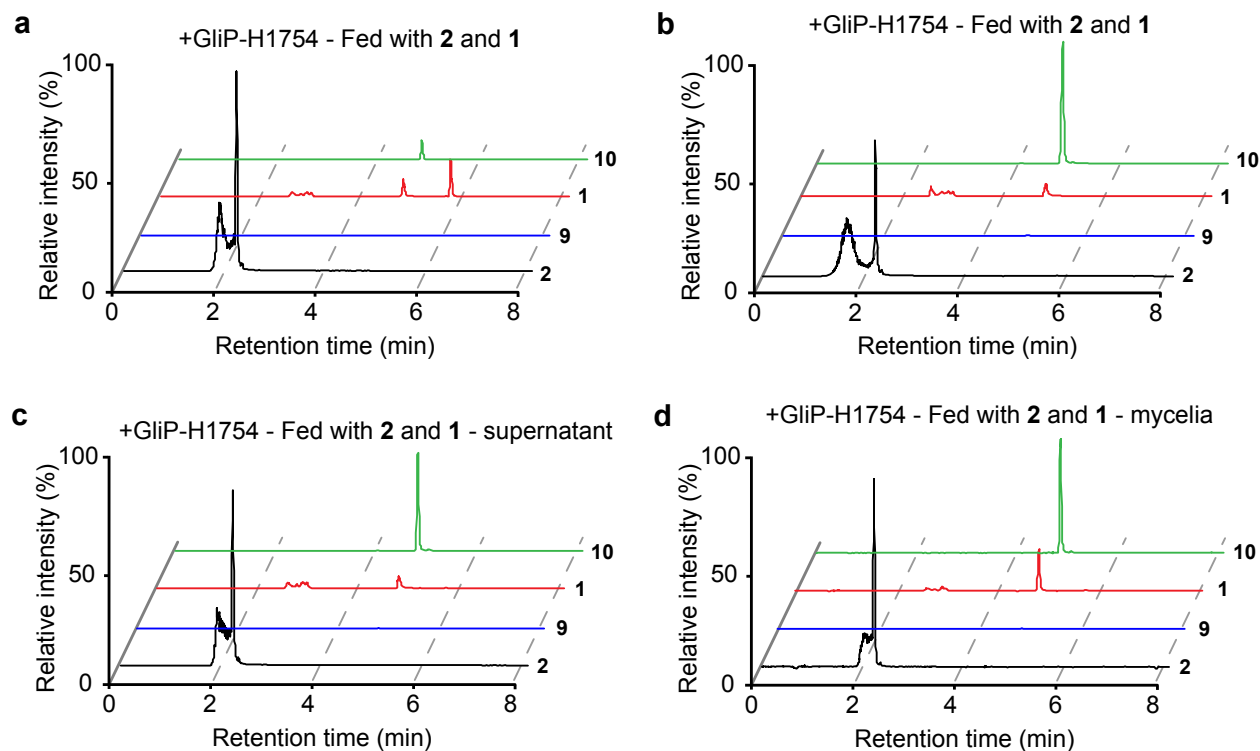 a
+GliP-H1754 - Fed with 2 and 1
Relative intensity (%)
100
50
0
10
1
9
2
0 2 4 6 8
Retention time (min)
b
+GliP-H1754 - Fed with 2 and 1
Relative intensity (%)
100
50
0
10
1
9
2
0 2 4 6 8
Retention time (min)
c
+GliP-H1754 - Fed with 2 and 1 - supernatant
Relative intensity (%)
100
50
0
10
1
9
2
0 2 4 6 8
Retention time (min)
d
+GliP-H1754 - Fed with 2 and 1 - mycelia
Relative intensity (%)
100
50
0
10
1
9
2
0 2 4 6 8
Retention time (min)